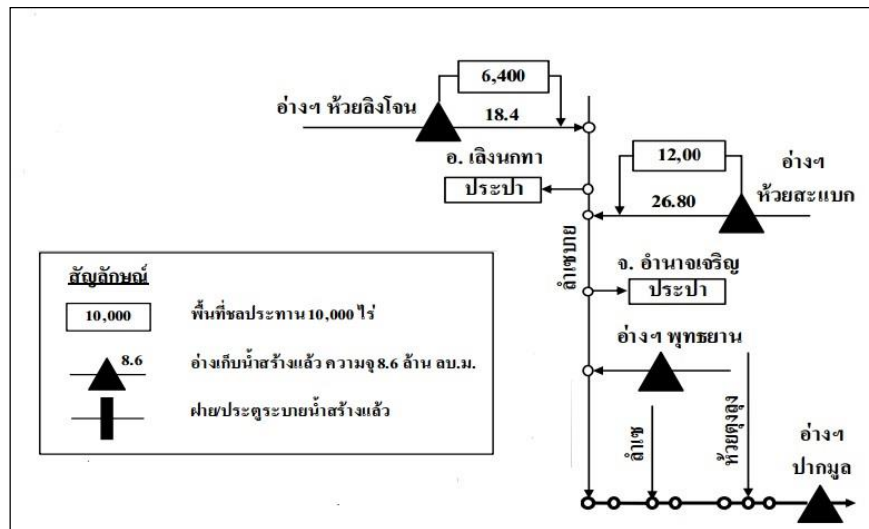 6,400
อ่างฯ ห้วยลิงโจน
18.4
อ. เลิงนกทา
ประปา
12,00
อ่างฯ
ห้วยสะแบก
26.80
ลำเซบาย
จ. อำนาจเจริญ
ประปา
อ่างฯ พุทธยาน
ลำเซ
ห้วยตุงลุง
อ่างฯ
ปากมูล
สัญลักษณ์
10,000 พื้นที่ชลประทาน 10,000 ไร่
8.6 อ่างเก็บน้ำสร้างแล้ว ความจุ 8.6 ล้าน ลบ.ม.
ฝาย/ประตูระบายน้ำสร้างแล้ว